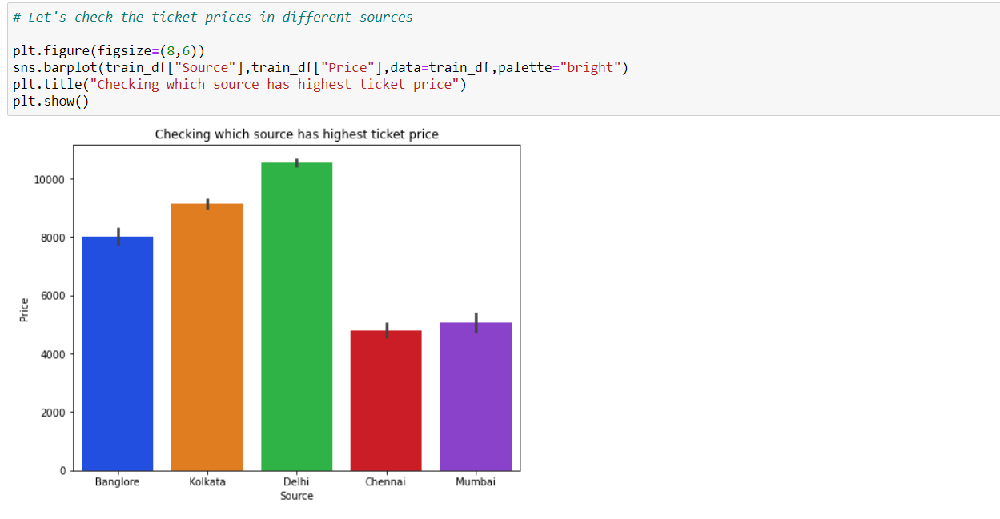 # Let's check the ticket prices in different sources
plt.figure(figsize=(8,6))
sns.barplot(train_df["Source"],train_df["Price"],data=train_df,palette="bright")
plt.title("Checking which source has highest ticket price")
plt.show()
Checking which source has highest ticket price
10000
8000
6000
4000
2000
0
Price
Banglore Kolkata Delhi Chennai Mumbai
Source